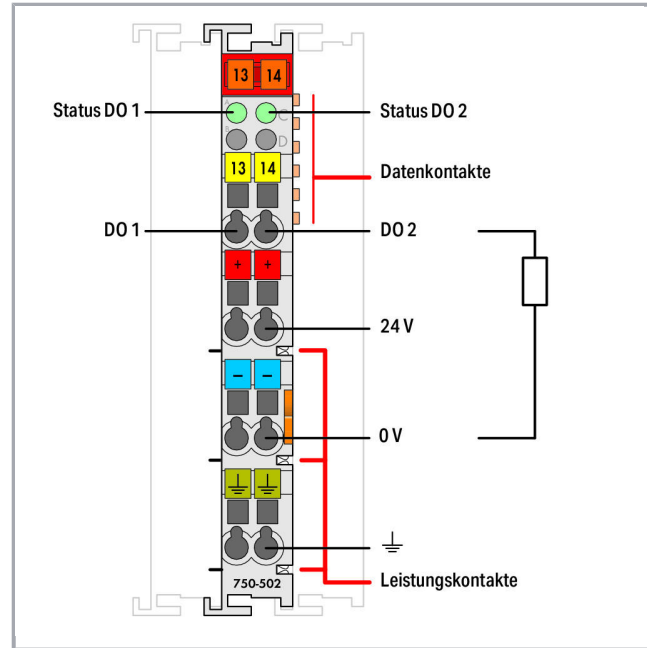 13 14
A
Status DO 1
C
Status DO 2
B
D
Datenkontakte
13 14
DO 1
DO 2
+ +
24 V
– –
0 V
750-502
Leistungskontakte